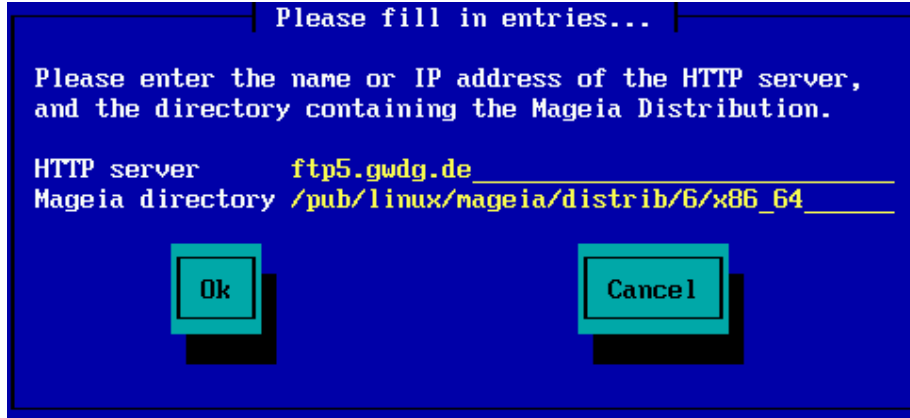 Please fill in entries...
Please enter the name or IP address of the HTTP server,
and the directory containing the Mageia Distribution.
HTTP server ftp5.gwdg.de
Mageia directory /pub/linux/mageia/distrib/6/x86_64
Ok Cancel